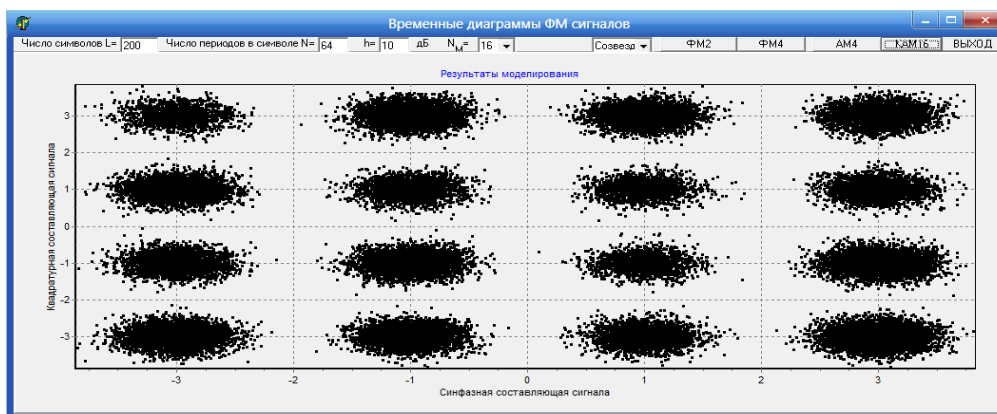 Временные диаграммы ФМ сигналов
Число символов L= 200 Число периодов в символе N= 64 h= 10 дБ NM= 16 Созвезд ФМ2 ФМ4 АМ4 КАМ16 ВЫХОД
Результаты моделирования
Квадратурная составляющая сигнала
3
2
1
0
-1
-2
-3
-3 -2 -1 0 1 2 3
Синфазная составляющая сигнала